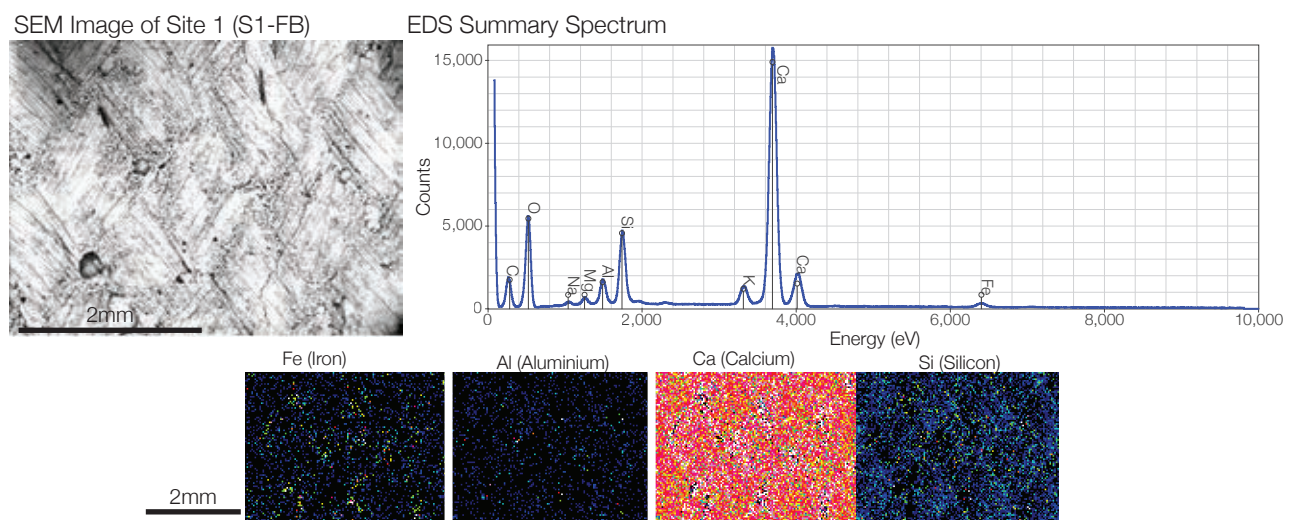 SEM Image of Site 1 (S1-FB)
EDS Summary Spectrum
2mm
Counts
15,000
10,000
5,000
0
C
O
Na
Mg
Al
Si
K
Ca
Ca
Fe
0
2,000
4,000
6,000
8,000
10,000
Energy (eV)
Fe (Iron)
Al (Aluminium)
Ca (Calcium)
Si (Silicon)
2mm